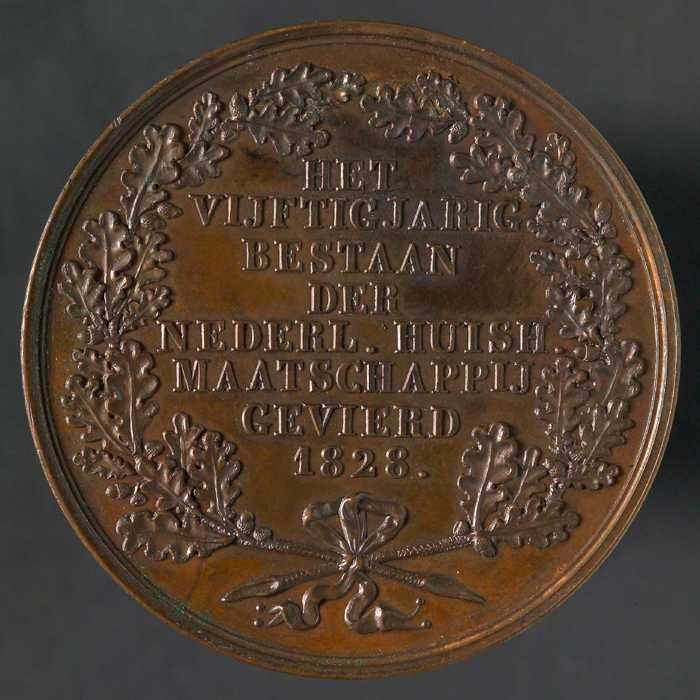 HET
VIJFTIGJARIG
BESTAAN
DER
NEDERL. HUISH
MAATSCHAPPIJ
GEVIERD
1828.